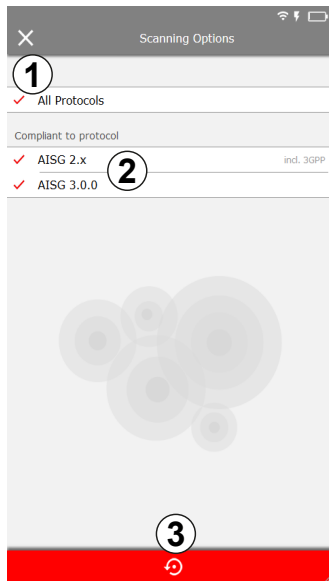 Scanning Options
1
All Protocols
Compliant to protocol
AISG 2.x incl. 3GPP
2
AISG 3.0.0
3